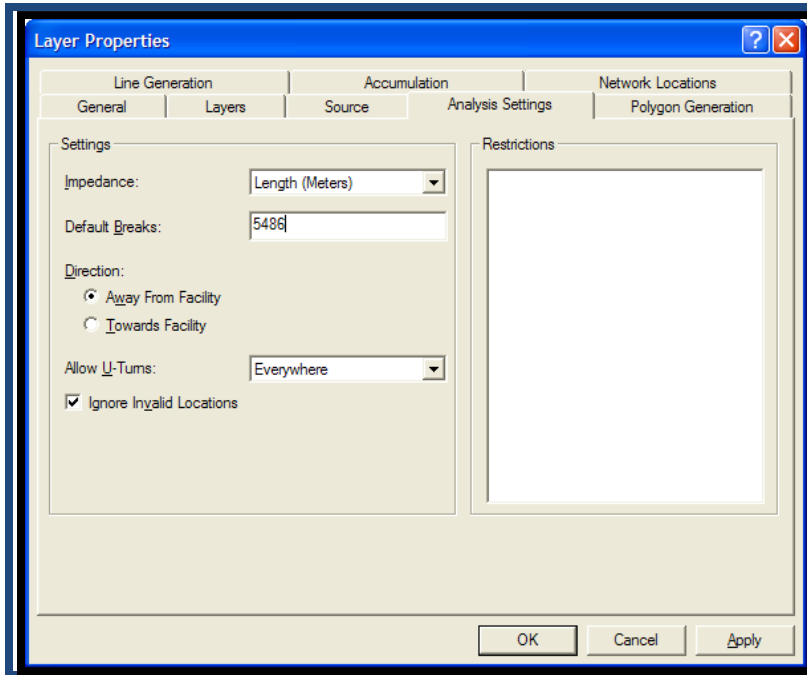 Layer Properties
Line Generation Accumulation Network Locations
General Layers Source Analysis Settings Polygon Generation
Settings Restrictions
Impedance: Length (Meters)
Default Breaks: 5486
Direction:
Away From Facility
Towards Facility
Allow U-Turns: Everywhere
Ignore Invalid Locations
OK Cancel Apply